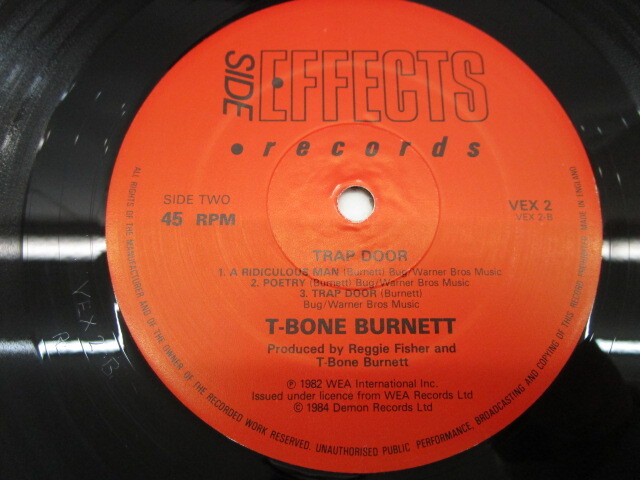 SIDE EFFECTS
records
SIDE TWO
45 RPM
VEX 2
VEX 2-B
TRAP DOOR
1. A RIDICULOUS MAN (Burnett) Bug/Warner Bros Music
2. POETRY (Burnett) Bug/Warner Bros Music
3. TRAP DOOR (Burnett)
Bug/Warner Bros Music
T-BONE BURNETT
Produced by Reggie Fisher and
T-Bone Burnett
℗ 1982 WEA International Inc.
Issued under licence from WEA Records Ltd
© 1984 Demon Records Ltd
ALL RIGHTS OF THE MANUFACTURER AND OF THE OWNER OF THE RECORDED WORK RESERVED. UNAUTHORISED PUBLIC PERFORMANCE, BROADCASTING AND COPYING OF THIS RECORD PROHIBITED. MADE IN ENGLAND